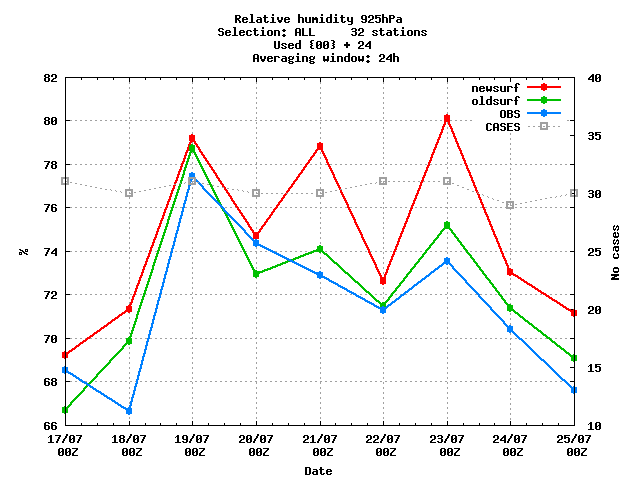 Relative humidity 925hPa
Selection: ALL     32 stations
Used {00} + 24
Averaging window: 24h
newsurf
oldsurf
OBS
CASES
82
80
78
76
74
72
70
68
66
%
40
35
30
25
20
15
10
No cases
17/07 18/07 19/07 20/07 21/07 22/07 23/07 24/07 25/07
00Z 00Z 00Z 00Z 00Z 00Z 00Z 00Z 00Z
Date